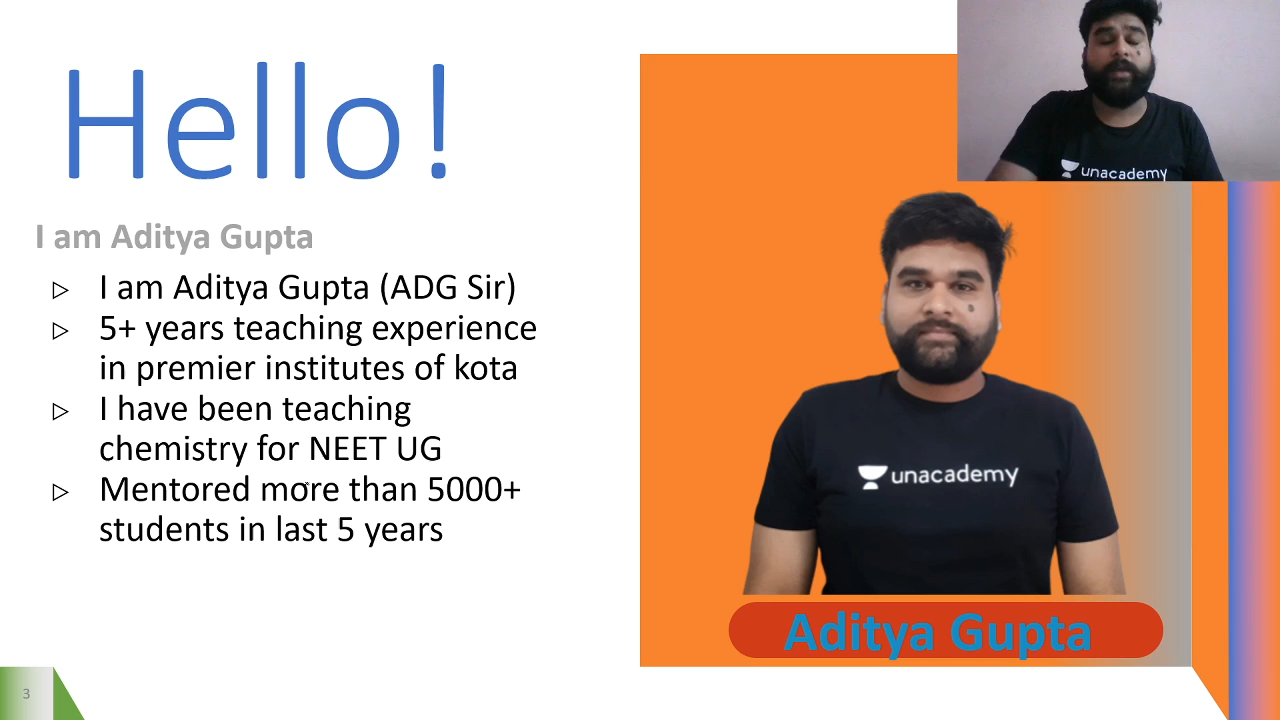 Hello!
I am Aditya Gupta
▷ I am Aditya Gupta (ADG Sir)
▷ 5+ years teaching experience
in premier institutes of kota
▷ I have been teaching
chemistry for NEET UG
▷ Mentored more than 5000+
students in last 5 years
3
unacademy
unacademy
Aditya Gupta